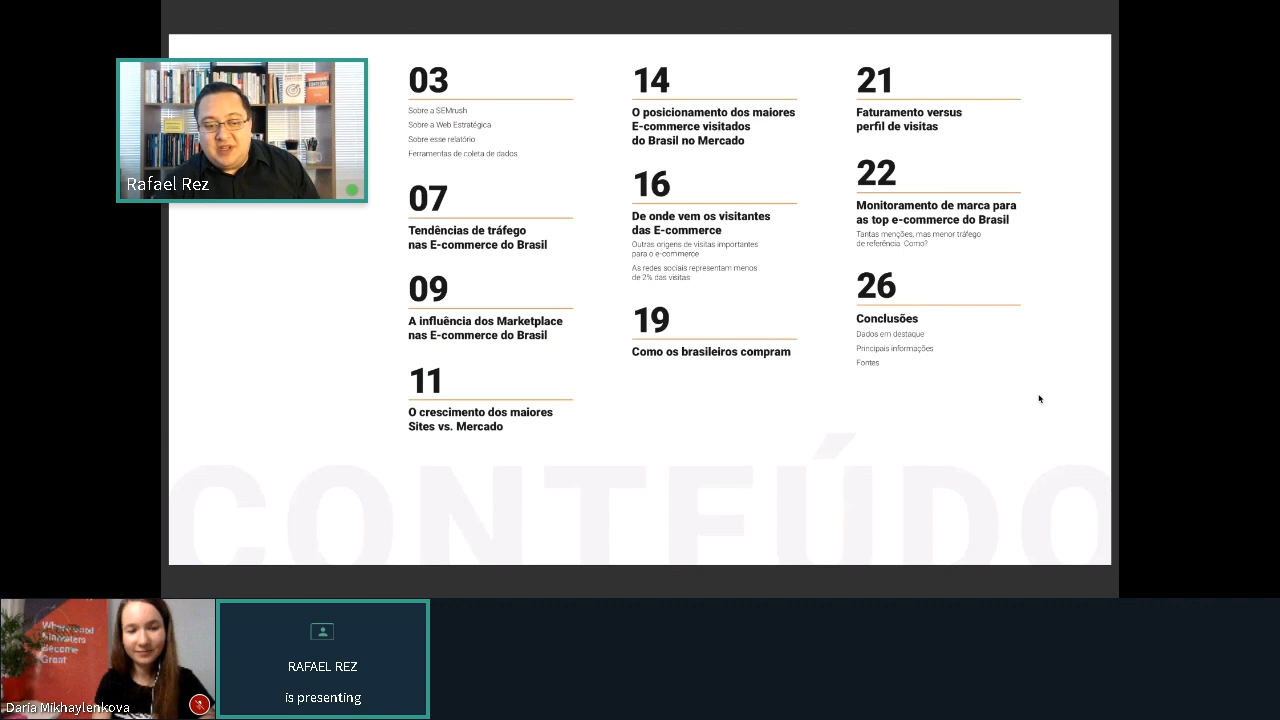 Rafael Rez
03
Sobre a SEMrush
Sobre a Web Estratégica
Sobre esse relatório
Ferramentas de coleta de dados
07
Tendências de tráfego
nas E-commerce do Brasil
09
A influência dos Marketplace
nas E-commerce do Brasil
11
O crescimento dos maiores
Sites vs. Mercado
14
O posicionamento dos maiores
E-commerce visitados
do Brasil no Mercado
16
De onde vem os visitantes
das E-commerce
Outras origens de visitas importantes
para o e-commerce
As redes sociais representam menos
de 2% das visitas
19
Como os brasileiros compram
21
Faturamento versus
perfil de visitas
22
Monitoramento de marca para
as top e-commerce do Brasil
Tantas menções, mas menor tráfego
de referência. Como?
26
Conclusões
Dados em destaque
Principais informações
Fontes
CONTEÚDO
Where Good
Marketers
Become
Great
Daria Mikhaylenkova
RAFAEL REZ
is presenting